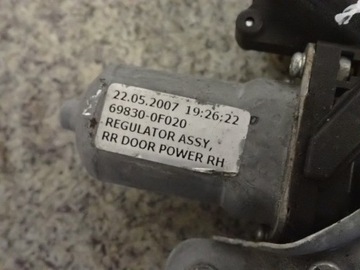 22.05.2007 19:26:22
69830-0F020
REGULATOR ASSY,
RR DOOR POWER RH